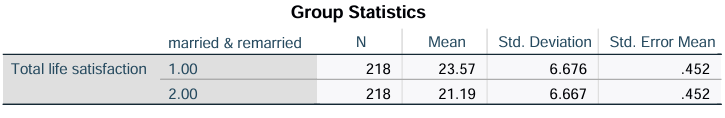 Group Statistics
married & remarried N Mean Std. Deviation Std. Error Mean
Total life satisfaction 1.00 218 23.57 6.676 .452
2.00 218 21.19 6.667 .452